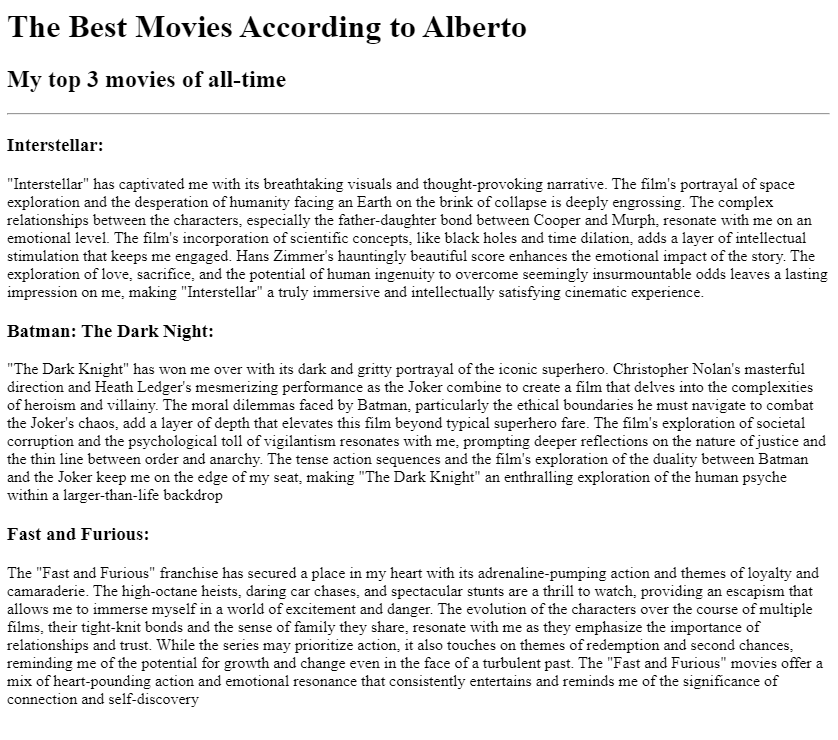 The Best Movies According to Alberto
My top 3 movies of all-time
Interstellar:
"Interstellar" has captivated me with its breathtaking visuals and thought-provoking narrative. The film's portrayal of space
exploration and the desperation of humanity facing an Earth on the brink of collapse is deeply engrossing. The complex
relationships between the characters, especially the father-daughter bond between Cooper and Murph, resonate with me on an
emotional level. The film's incorporation of scientific concepts, like black holes and time dilation, adds a layer of intellectual
stimulation that keeps me engaged. Hans Zimmer's hauntingly beautiful score enhances the emotional impact of the story. The
exploration of love, sacrifice, and the potential of human ingenuity to overcome seemingly insurmountable odds leaves a lasting
impression on me, making "Interstellar" a truly immersive and intellectually satisfying cinematic experience.
Batman: The Dark Night:
"The Dark Knight" has won me over with its dark and gritty portrayal of the iconic superhero. Christopher Nolan's masterful
direction and Heath Ledger's mesmerizing performance as the Joker combine to create a film that delves into the complexities
of heroism and villainy. The moral dilemmas faced by Batman, particularly the ethical boundaries he must navigate to combat
the Joker's chaos, add a layer of depth that elevates this film beyond typical superhero fare. The film's exploration of societal
corruption and the psychological toll of vigilantism resonates with me, prompting deeper reflections on the nature of justice and
the thin line between order and anarchy. The tense action sequences and the film's exploration of the duality between Batman
and the Joker keep me on the edge of my seat, making "The Dark Knight" an enthralling exploration of the human psyche
within a larger-than-life backdrop
Fast and Furious:
The "Fast and Furious" franchise has secured a place in my heart with its adrenaline-pumping action and themes of loyalty and
camaraderie. The high-octane heists, daring car chases, and spectacular stunts are a thrill to watch, providing an escapism that
allows me to immerse myself in a world of excitement and danger. The evolution of the characters over the course of multiple
films, their tight-knit bonds and the sense of family they share, resonate with me as they emphasize the importance of
relationships and trust. While the series may prioritize action, it also touches on themes of redemption and second chances,
reminding me of the potential for growth and change even in the face of a turbulent past. The "Fast and Furious" movies offer a
mix of heart-pounding action and emotional resonance that consistently entertains and reminds me of the significance of
connection and self-discovery